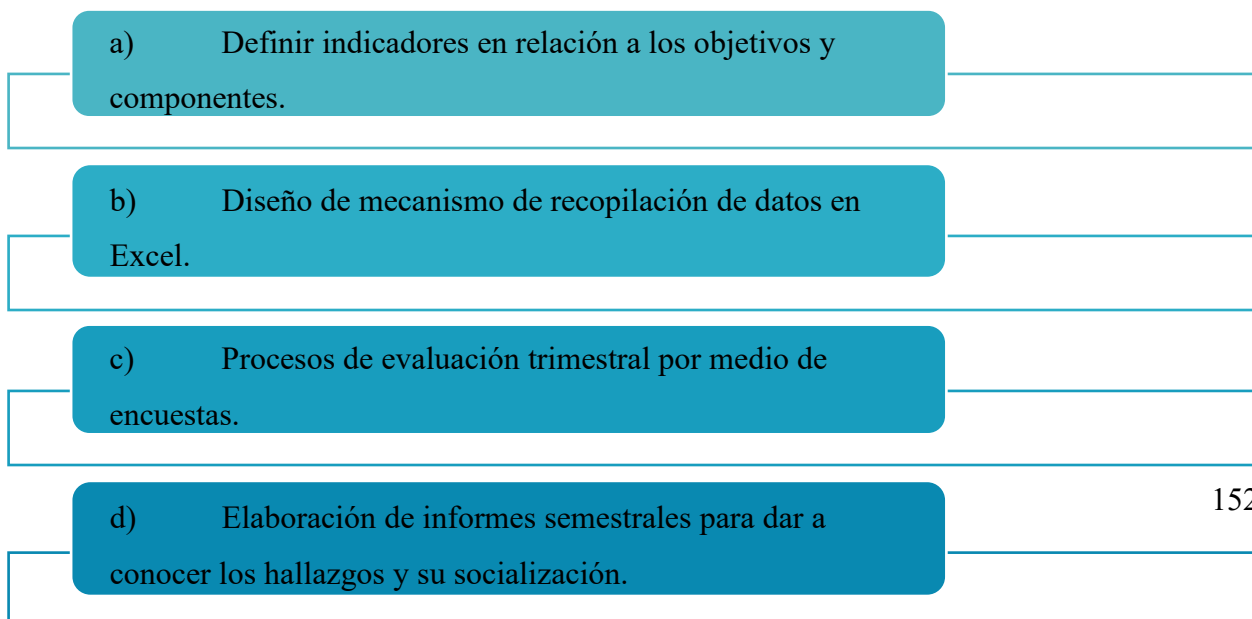 a) Definir indicadores en relación a los objetivos y
componentes.
b) Diseño de mecanismo de recopilación de datos en
Excel.
c) Procesos de evaluación trimestral por medio de
encuestas.
152
d) Elaboración de informes semestrales para dar a
conocer los hallazgos y su socialización.